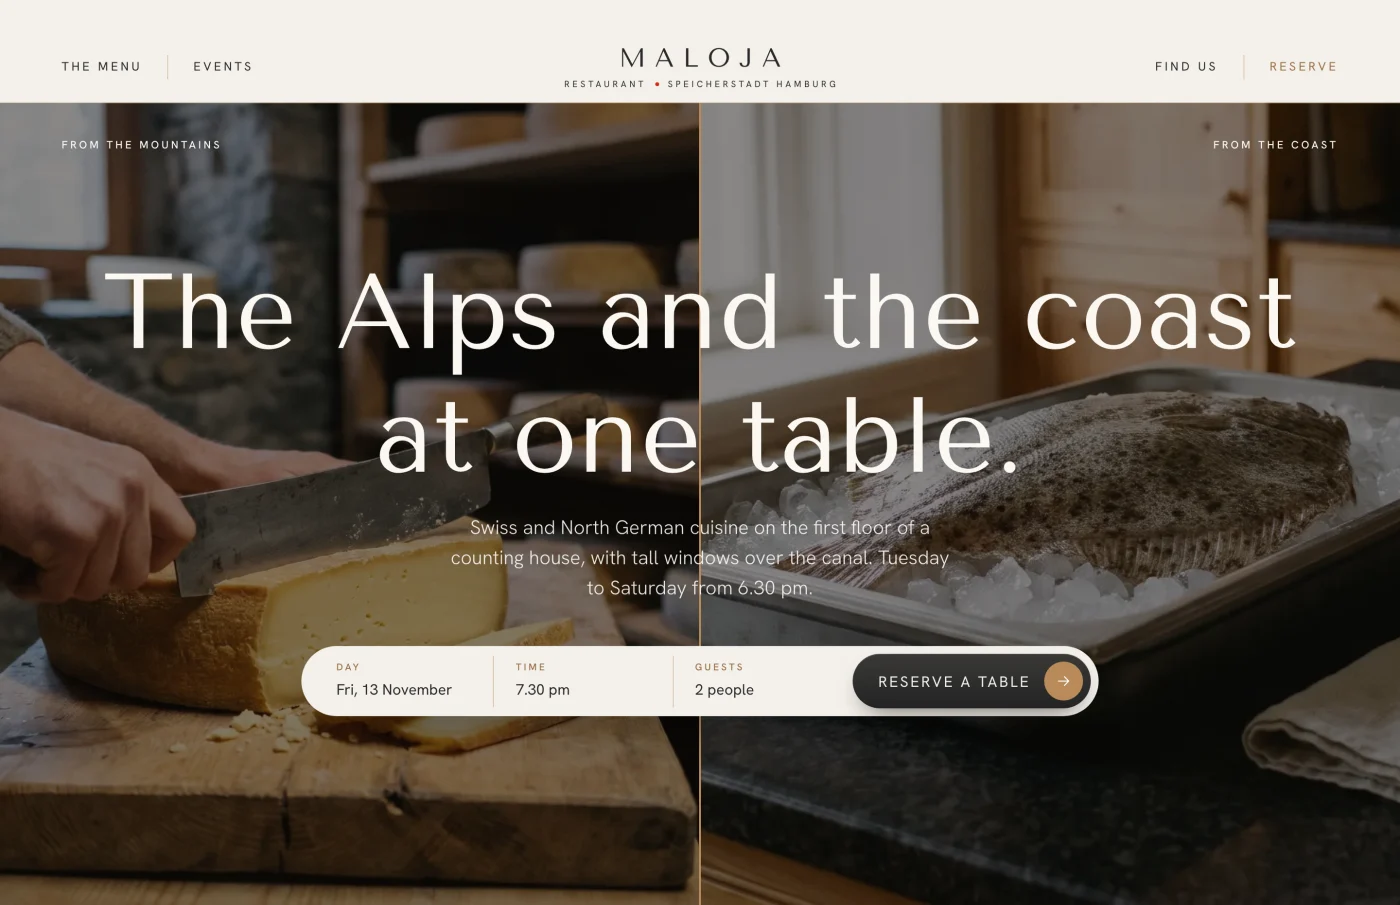 THE MENU
EVENTS
MALOJA
RESTAURANT • SPEICHERSTADT HAMBURG
FIND US
RESERVE
FROM THE MOUNTAINS
FROM THE COAST
The Alps and the coast
at one table.
Swiss and North German cuisine on the first floor of a
counting house, with tall windows over the canal. Tuesday
to Saturday from 6.30 pm.
DAY
Fri, 13 November
TIME
7.30 pm
GUESTS
2 people
RESERVE A TABLE